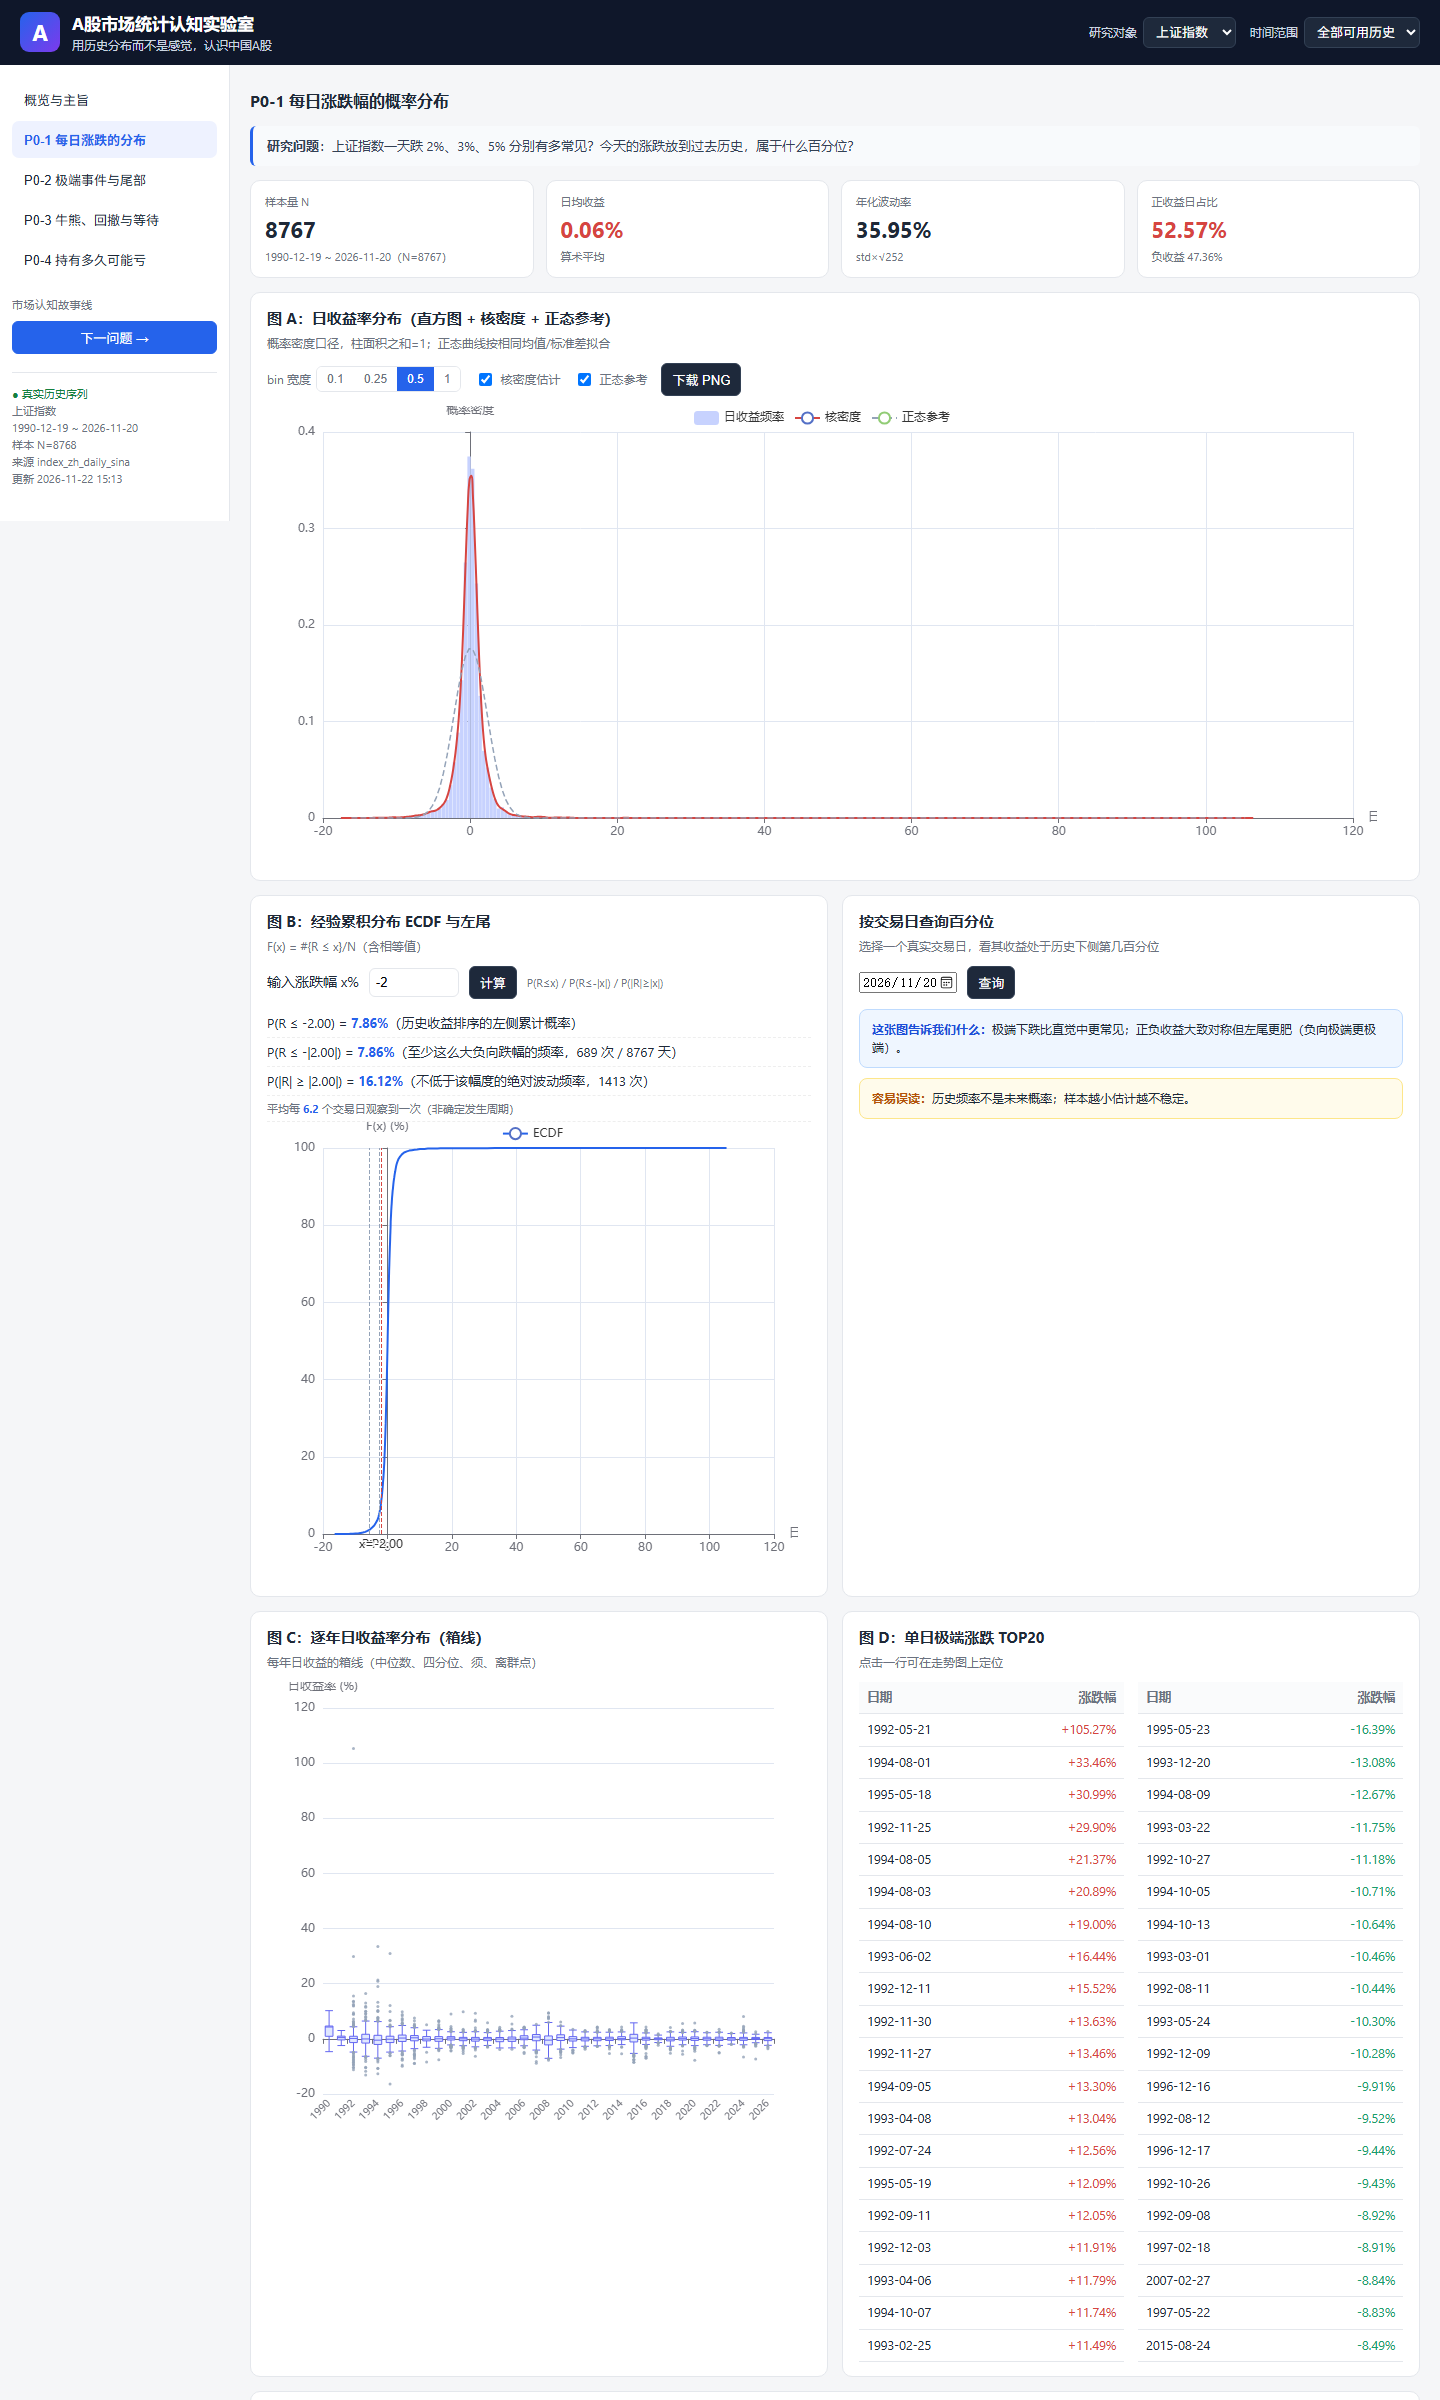 A
A股市场统计认知实验室
用历史分布而不是感觉，认识中国A股
研究对象 上证指数 时间范围 全部可用历史
概览与主旨
P0-1 每日涨跌的分布
P0-2 极端事件与尾部
P0-3 牛熊、回撤与等待
P0-4 持有多久可能亏
市场认知故事线
下一问题 →
● 真实历史序列
上证指数
1990-12-19 ~ 2026-11-20
样本 N=8768
来源 index_zh_daily_sina
更新 2026-11-22 15:13
P0-1 每日涨跌幅的概率分布
研究问题：上证指数一天跌 2%、3%、5% 分别有多常见？今天的涨跌放到过去历史，属于什么百分位？
样本量 N
8767
1990-12-19 ~ 2026-11-20（N=8767）
日均收益
0.06%
算术平均
年化波动率
35.95%
std×√252
正收益日占比
52.57%
负收益 47.36%
图 A：日收益率分布（直方图 + 核密度 + 正态参考）
概率密度口径，柱面积之和=1；正态曲线按相同均值/标准差拟合
bin 宽度 0.1 0.25 0.5 1 核密度估计 正态参考 下载 PNG
概率密度
日收益频率 核密度 正态参考
0.4
0.3
0.2
0.1
0
-20 0 20 40 60 80 100 120
日
图 B：经验累积分布 ECDF 与左尾
F(x) = #{R ≤ x}/N（含相等值）
输入涨跌幅 x% -2 计算 P(R≤x) / P(R≤-|x|) / P(|R|≥|x|)
P(R ≤ -2.00) = 7.86%（历史收益排序的左侧累计概率）
P(R ≤ -|2.00|) = 7.86%（至少这么大负向跌幅的频率，689 次 / 8767 天）
P(|R| ≥ |2.00|) = 16.12%（不低于该幅度的绝对波动频率，1413 次）
平均每 6.2 个交易日观察到一次（非确定发生周期）
F(x) (%)
ECDF
100
80
60
40
20
0
-20 20 40 60 80 100 120
日
按交易日查询百分位
选择一个真实交易日，看其收益处于历史下侧第几百分位
2026/11/20 查询
这张图告诉我们什么：极端下跌比直觉中更常见；正负收益大致对称但左尾更肥（负向极端更极
端）。
容易误读：历史频率不是未来概率；样本越小估计越不稳定。
图 C：逐年日收益率分布（箱线）
每年日收益的箱线（中位数、四分位、须、离群点）
日收益率 (%)
120
100
80
60
40
20
0
-20
1990 1992 1994 1996 1998 2000 2002 2004 2006 2008 2010 2012 2014 2016 2018 2020 2022 2024 2026
图 D：单日极端涨跌 TOP20
点击一行可在走势图上定位
日期 涨跌幅 日期 涨跌幅
1992-05-21 +105.27% 1995-05-23 -16.39%
1994-08-01 +33.46% 1993-12-20 -13.08%
1995-05-18 +30.99% 1994-08-09 -12.67%
1992-11-25 +29.90% 1993-03-22 -11.75%
1994-08-05 +21.37% 1992-10-27 -11.18%
1994-08-03 +20.89% 1994-10-05 -10.71%
1994-08-10 +19.00% 1994-10-13 -10.64%
1993-06-02 +16.44% 1993-03-01 -10.46%
1992-12-11 +15.52% 1992-08-11 -10.44%
1992-11-30 +13.63% 1993-05-24 -10.30%
1992-11-27 +13.46% 1992-12-09 -10.28%
1994-09-05 +13.30% 1996-12-16 -9.91%
1993-04-08 +13.04% 1992-08-12 -9.52%
1992-07-24 +12.56% 1996-12-17 -9.44%
1995-05-19 +12.09% 1992-10-26 -9.43%
1992-09-11 +12.05% 1992-09-08 -8.92%
1992-12-03 +11.91% 1997-02-18 -8.91%
1993-04-06 +11.79% 2007-02-27 -8.84%
1994-10-07 +11.74% 1997-05-22 -8.83%
1993-02-25 +11.49% 2015-08-24 -8.49%